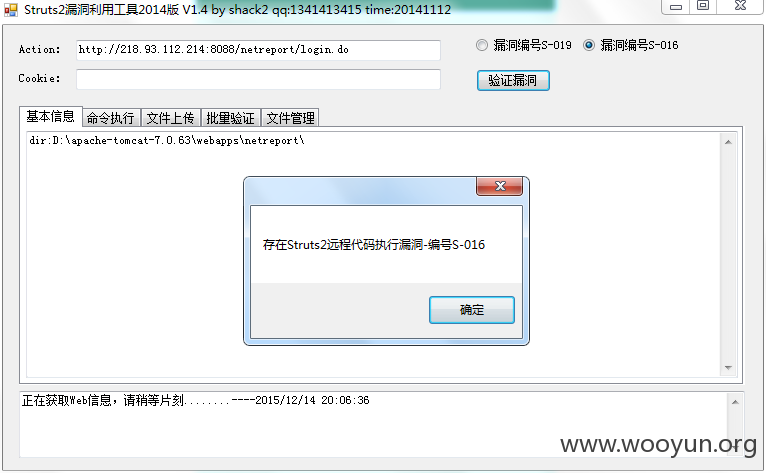 Struts2漏洞利用工具2014版 V1.4 by shack2 qq:1341413415 time:20141112
Action: http://218.93.112.214:8088/netreport/login.do 漏洞编号S-019 漏洞编号S-016
Cookie: 验证漏洞
基本信息 命令执行 文件上传 批量验证 文件管理
dir:D:\apache-tomcat-7.0.63\webapps\netreport\
存在Struts2远程代码执行漏洞-编号S-016
确定
正在获取Web信息，请稍等片刻........----2015/12/14 20:06:36
www.wooyun.org